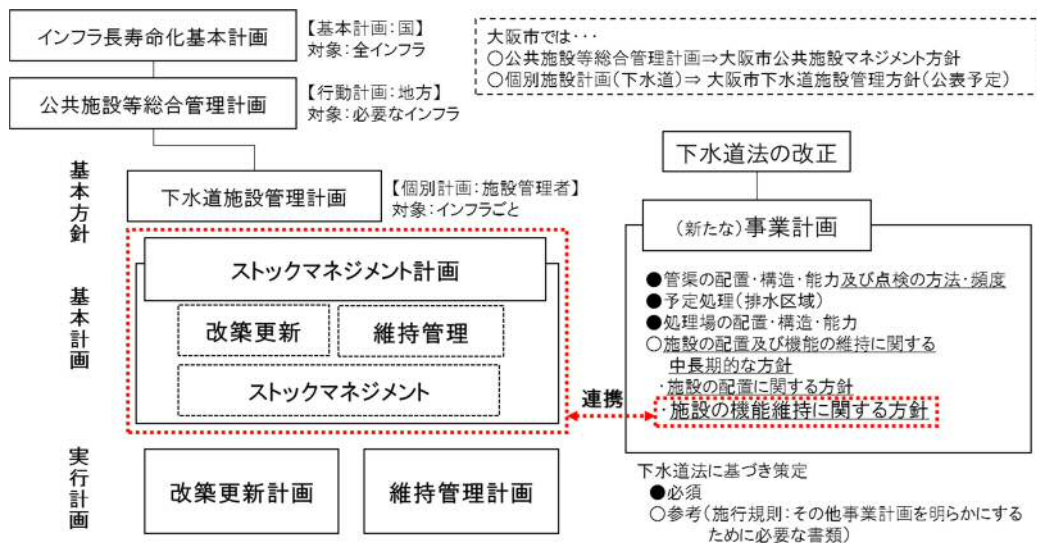 インフラ長寿命化基本計画
【基本計画:国】
対象:全インフラ
公共施設等総合管理計画
【行動計画:地方】
対象:必要なインフラ
大阪市では・・・
○公共施設等総合管理計画⇒大阪市公共施設マネジメント方針
○個別施設計画(下水道)⇒ 大阪市下水道施設管理方針(公表予定)
基本方針
下水道施設管理計画
【個別計画:施設管理者】
対象:インフラごと
基本計画
ストックマネジメント計画
改築更新
維持管理
ストックマネジメント
実行計画
改築更新計画
維持管理計画
連携
下水道法の改正
(新たな)事業計画
●管渠の配置・構造・能力及び点検の方法・頻度
●予定処理(排水区域)
●処理場の配置・構造・能力
○施設の配置及び機能の維持に関する
中長期的な方針
・施設の配置に関する方針
・施設の機能維持に関する方針
下水道法に基づき策定
●必須
○参考(施行規則:その他事業計画を明らかにする
ために必要な書類)